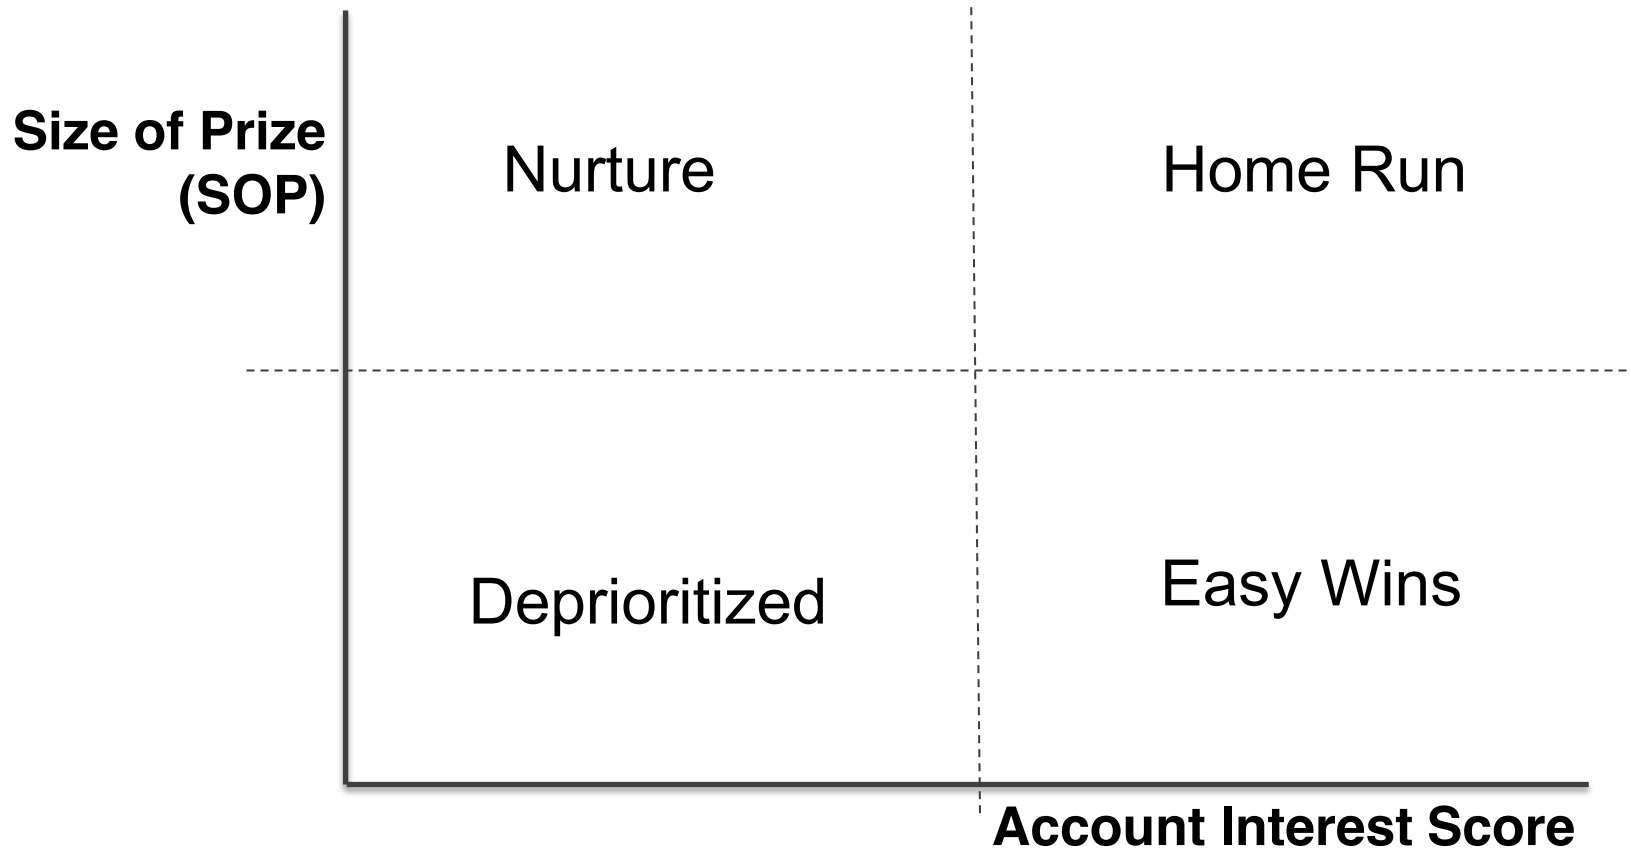 Size of Prize
(SOP)
Nurture
Home Run
Deprioritized
Easy Wins
Account Interest Score